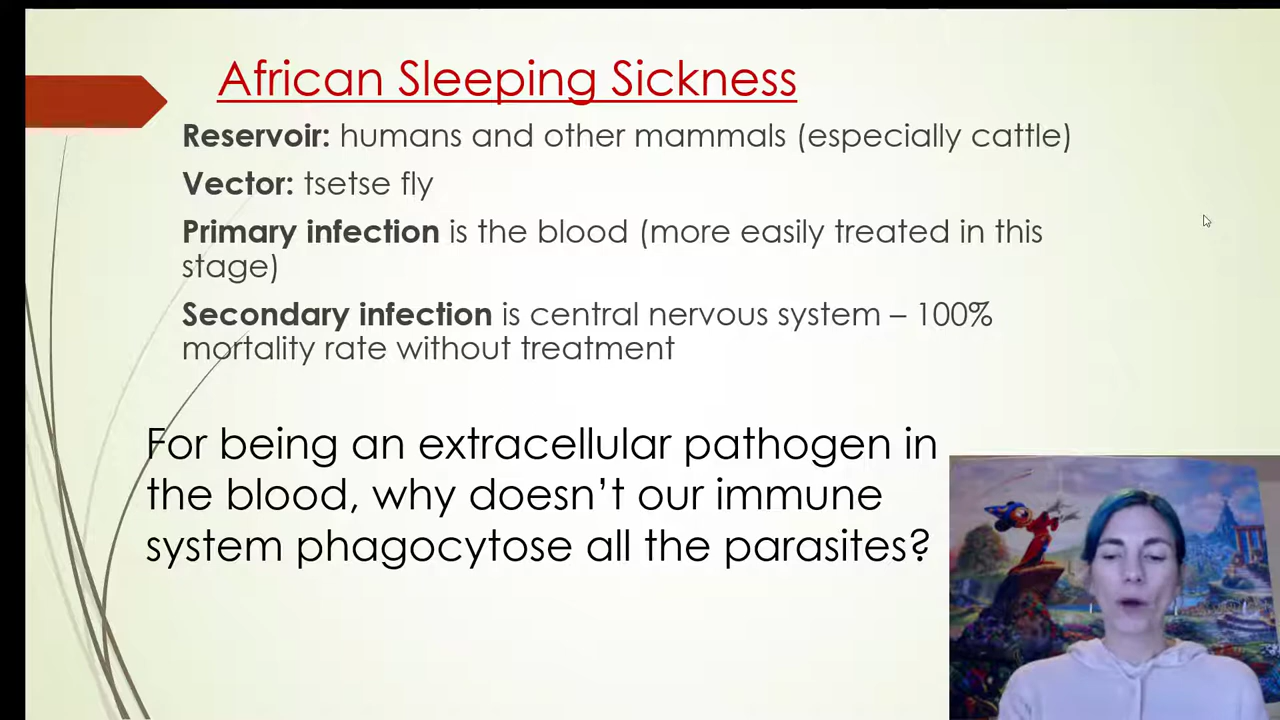 African Sleeping Sickness
Reservoir: humans and other mammals (especially cattle)
Vector: tsetse fly
Primary infection is the blood (more easily treated in this
stage)
Secondary infection is central nervous system – 100%
mortality rate without treatment
For being an extracellular pathogen in
the blood, why doesn’t our immune
system phagocytose all the parasites?